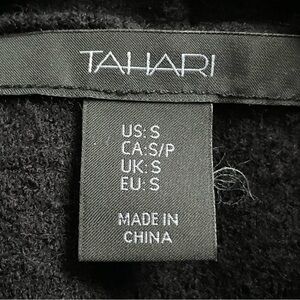 TAHARI
US: S
CA: S/P
UK: S
EU: S
MADE IN
CHINA